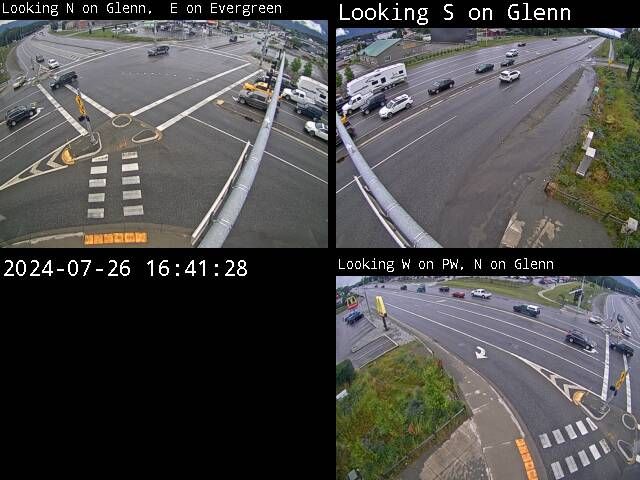 Looking N on Glenn,  E on Evergreen
Looking S on Glenn
2024-07-26 16:41:28
Looking W on PW, N on Glenn